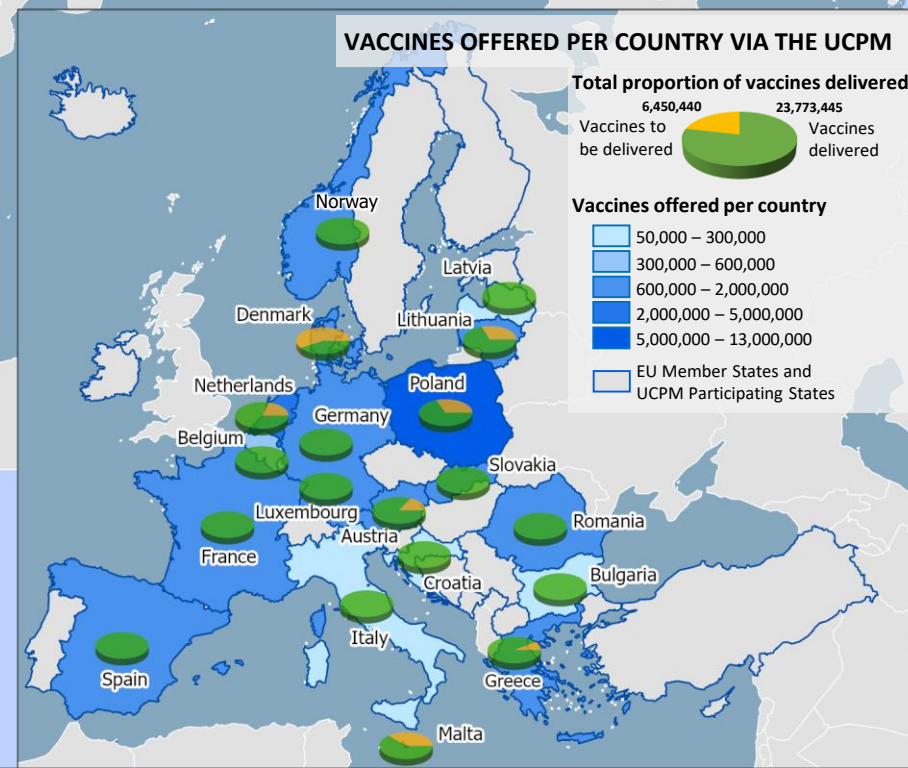 VACCINES OFFERED PER COUNTRY VIA THE UCPM
Total proportion of vaccines delivered
6,450,440
23,773,445
Vaccines to
be delivered
Vaccines
delivered
Vaccines offered per country
50,000 – 300,000
300,000 – 600,000
600,000 – 2,000,000
2,000,000 – 5,000,000
5,000,000 – 13,000,000
EU Member States and
UCPM Participating States
Norway
Latvia
Denmark
Lithuania
Netherlands
Poland
Germany
Belgium
Slovakia
Luxembourg
Romania
Austria
France
Bulgaria
Croatia
Italy
Spain
Greece
Malta